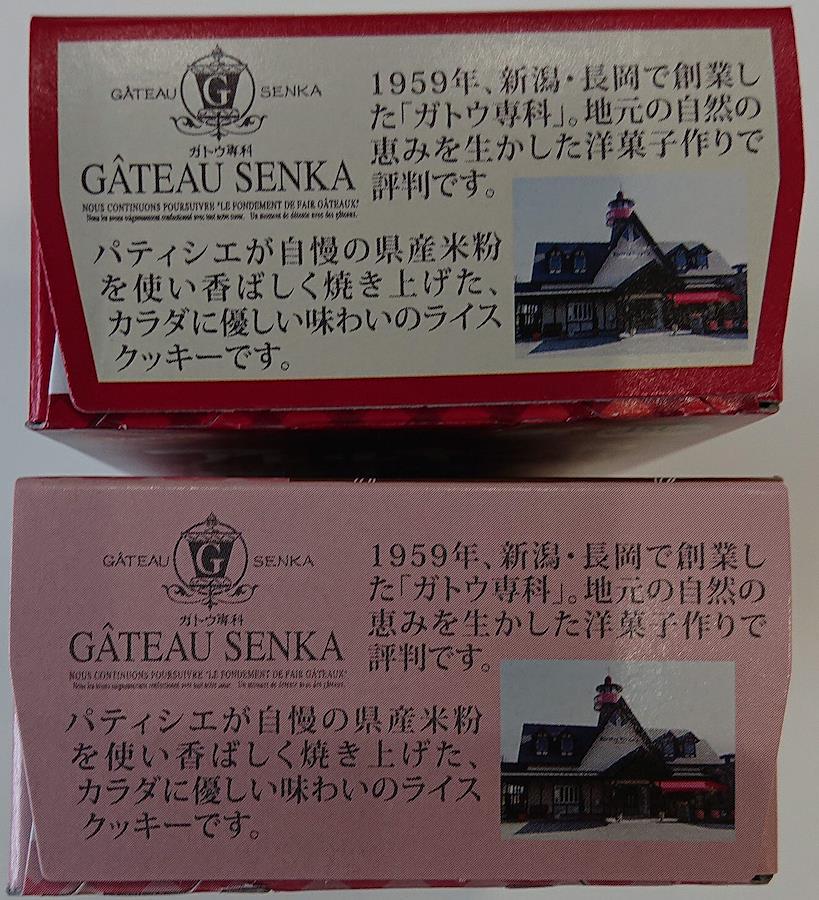 GÂTEAU G SENKA
ガトウ専科
GÂTEAU SENKA
NOUS CONTINUONS POURSUIVRE "LE FONDEMENT DE FAIR GÂTEAUX"
1959年、新潟・長岡で創業し
た「ガトウ専科」。地元の自然の
恵みを生かした洋菓子作りで
評判です。
パティシエが自慢の県産米粉
を使い香ばしく焼き上げた、
カラダに優しい味わいのライス
クッキーです。
GÂTEAU G SENKA
ガトウ専科
GÂTEAU SENKA
NOUS CONTINUONS POURSUIVRE "LE FONDEMENT DE FAIR GÂTEAUX"
1959年、新潟・長岡で創業し
た「ガトウ専科」。地元の自然の
恵みを生かした洋菓子作りで
評判です。
パティシエが自慢の県産米粉
を使い香ばしく焼き上げた、
カラダに優しい味わいのライス
クッキーです。